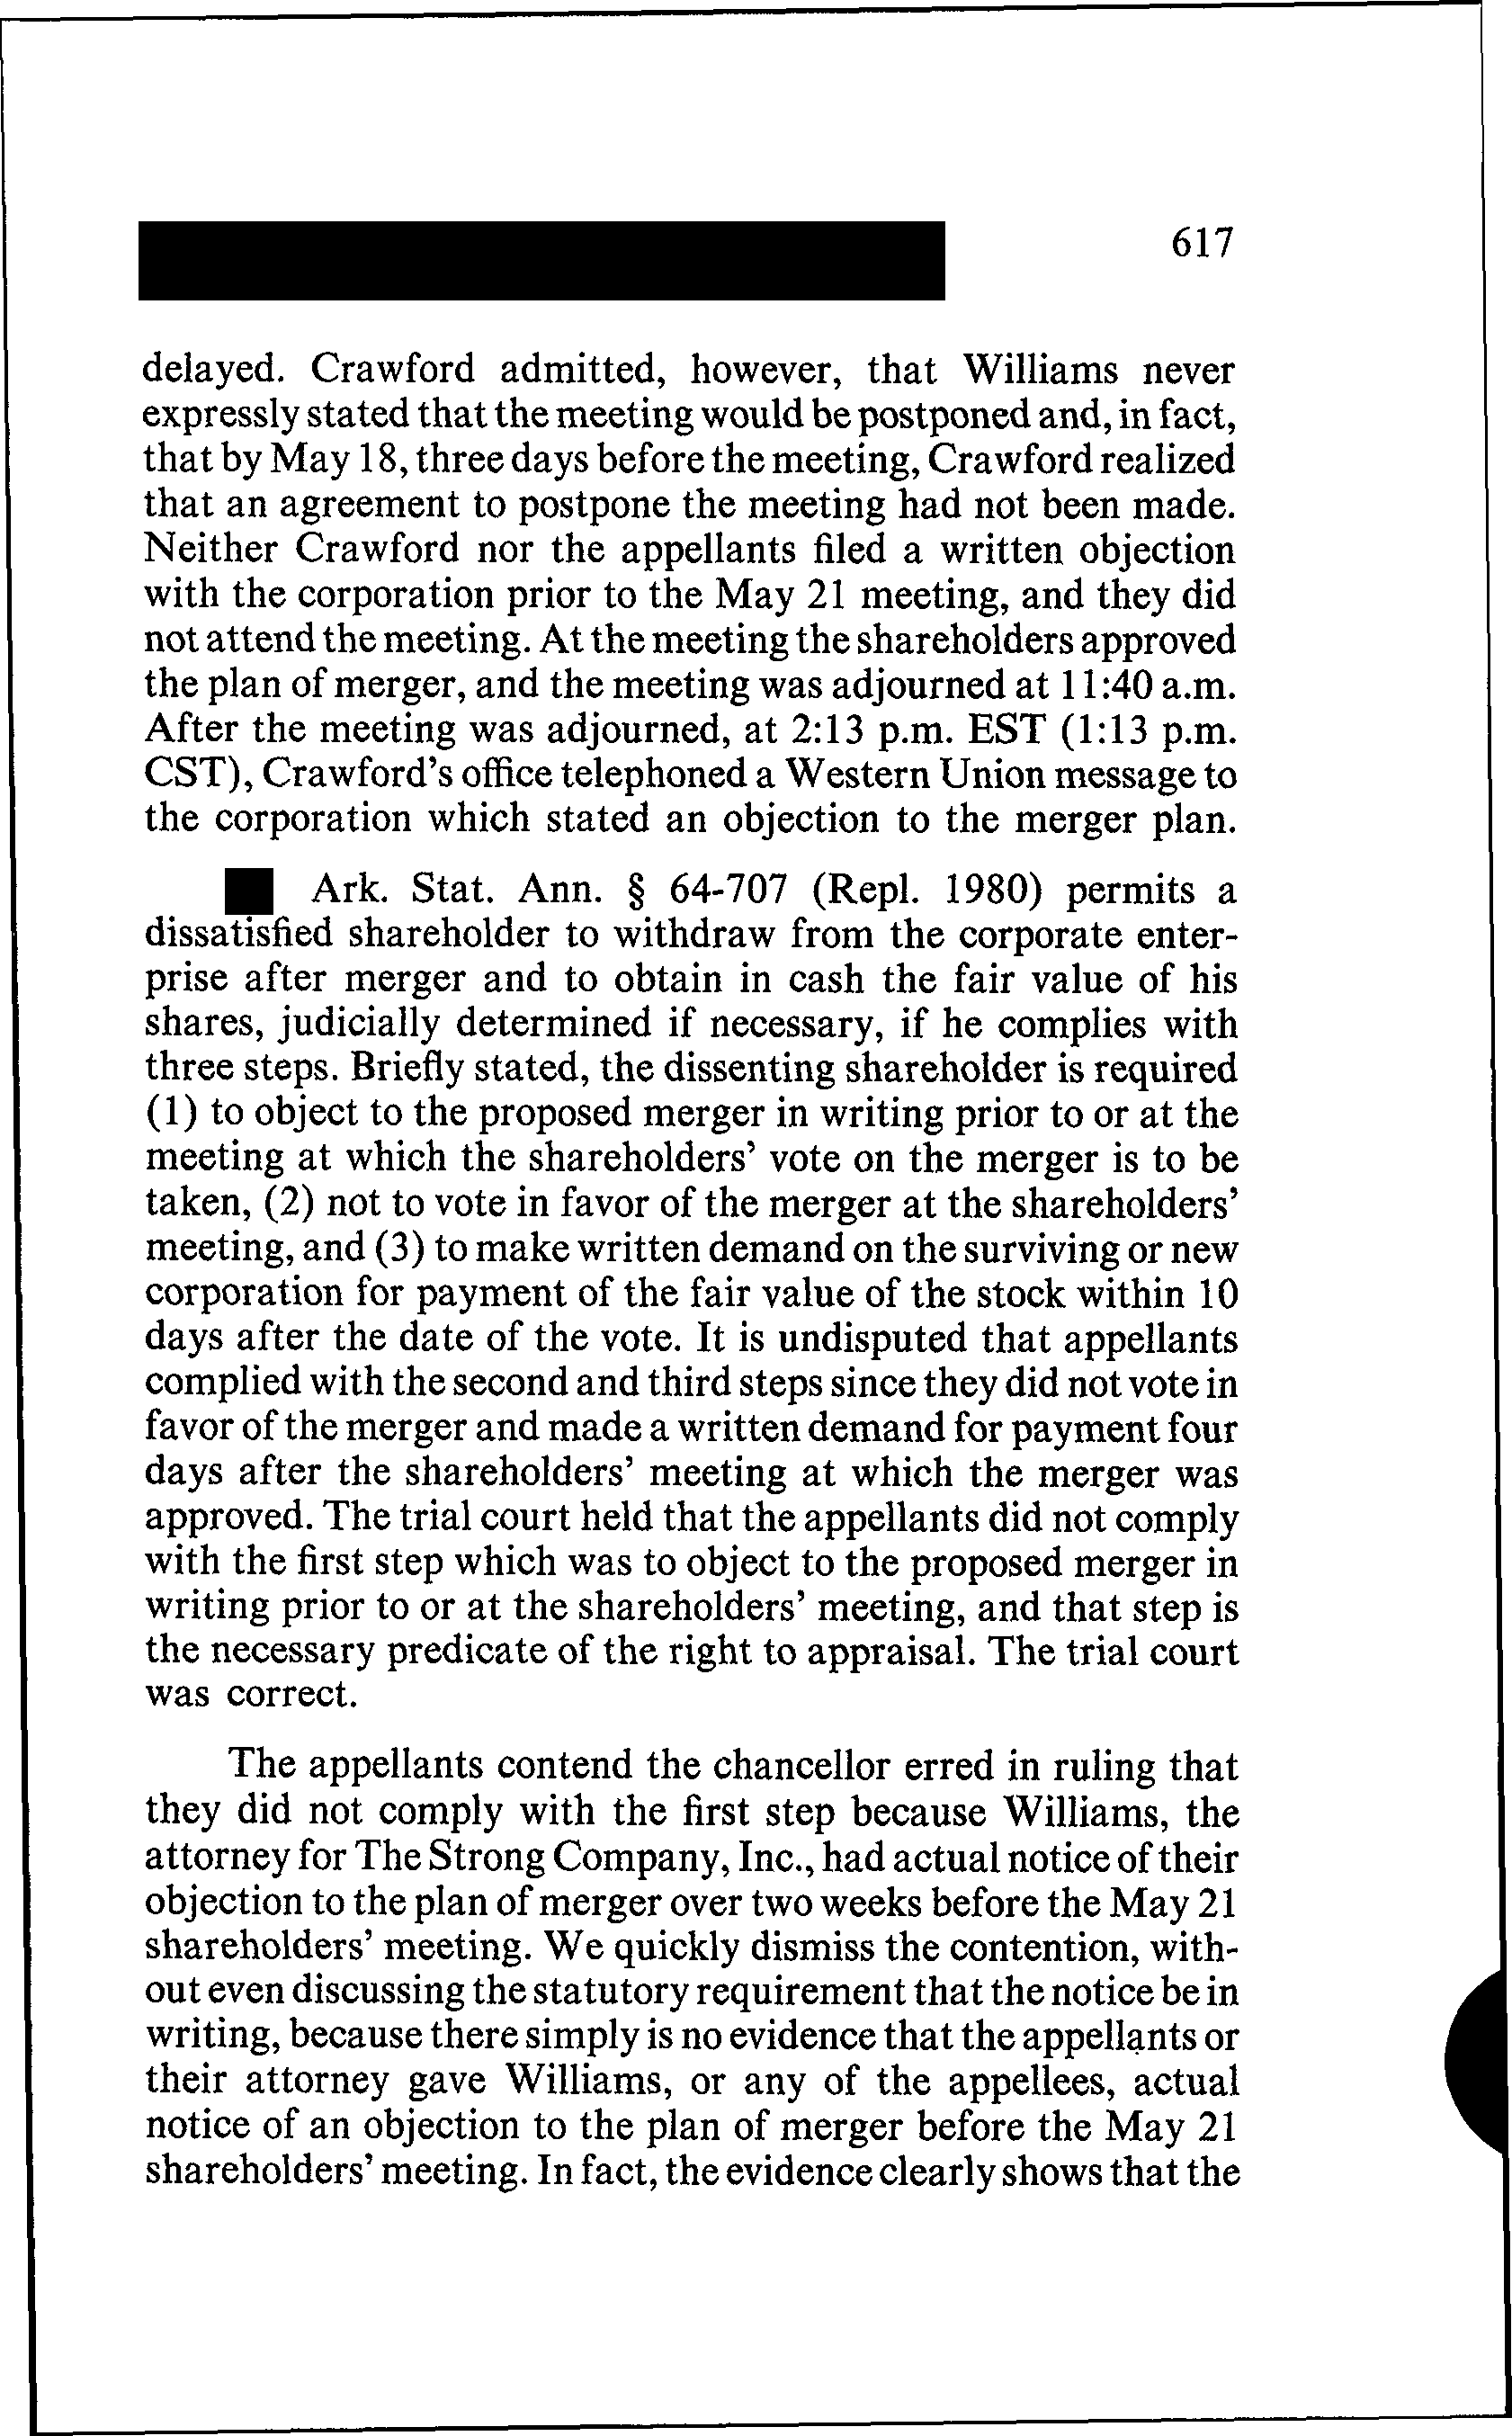 617
delayed. Crawford admitted, however, that Williams never
expressly stated that the meeting would be postponed and, in fact,
that by May 18, three days before the meeting, Crawford realized
that an agreement to postpone the meeting had not been made.
Neither Crawford nor the appellants filed a written objection
with the corporation prior to the May 21 meeting, and they did
not attend the meeting. At the meeting the shareholders approved
the plan of merger, and the meeting was adjourned at 11:40 a.m.
After the meeting was adjourned, at 2:13 p.m. EST (1:13 p.m.
CST), Crawford's office telephoned a Western Union message to
the corporation which stated an objection to the merger plan.
Ark. Stat. Ann. § 64-707 (Repl. 1980) permits a
dissatisfied shareholder to withdraw from the corporate enter-
prise after merger and to obtain in cash the fair value of his
shares, judicially determined if necessary, if he complies with
three steps. Briefly stated, the dissenting shareholder is required
(1) to object to the proposed merger in writing prior to or at the
meeting at which the shareholders' vote on the merger is to be
taken, (2) not to vote in favor of the merger at the shareholders'
meeting, and (3) to make written demand on the surviving or new
corporation for payment of the fair value of the stock within 10
days after the date of the vote. It is undisputed that appellants
complied with the second and third steps since they did not vote in
favor of the merger and made a written demand for payment four
days after the shareholders' meeting at which the merger was
approved. The trial court held that the appellants did not comply
with the first step which was to object to the proposed merger in
writing prior to or at the shareholders' meeting, and that step is
the necessary predicate of the right to appraisal. The trial court
was correct.
The appellants contend the chancellor erred in ruling that
they did not comply with the first step because Williams, the
attorney for The Strong Company, Inc., had actual notice of their
objection to the plan of merger over two weeks before the May 21
shareholders' meeting. We quickly dismiss the contention, with-
out even discussing the statutory requirement that the notice be in
writing, because there simply is no evidence that the appellants or
their attorney gave Williams, or any of the appellees, actual
notice of an objection to the plan of merger before the May 21
shareholders' meeting. In fact, the evidence clearly shows that the